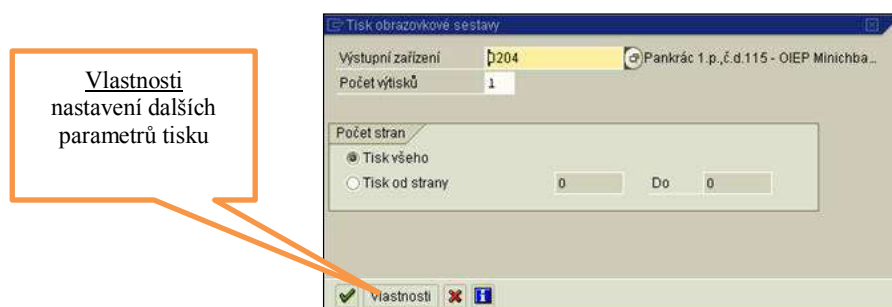 Vlastnosti
nastavení dalších
parametrů tisku
Tisk obrazovkové sestavy
Výstupní zařízení D204 Pankrác 1.p.,č.d.115 - OIEP Minichba...
Počet výtisků 1
Počet stran
Tisk všeho
Tisk od strany 0 Do 0
Vlastnosti